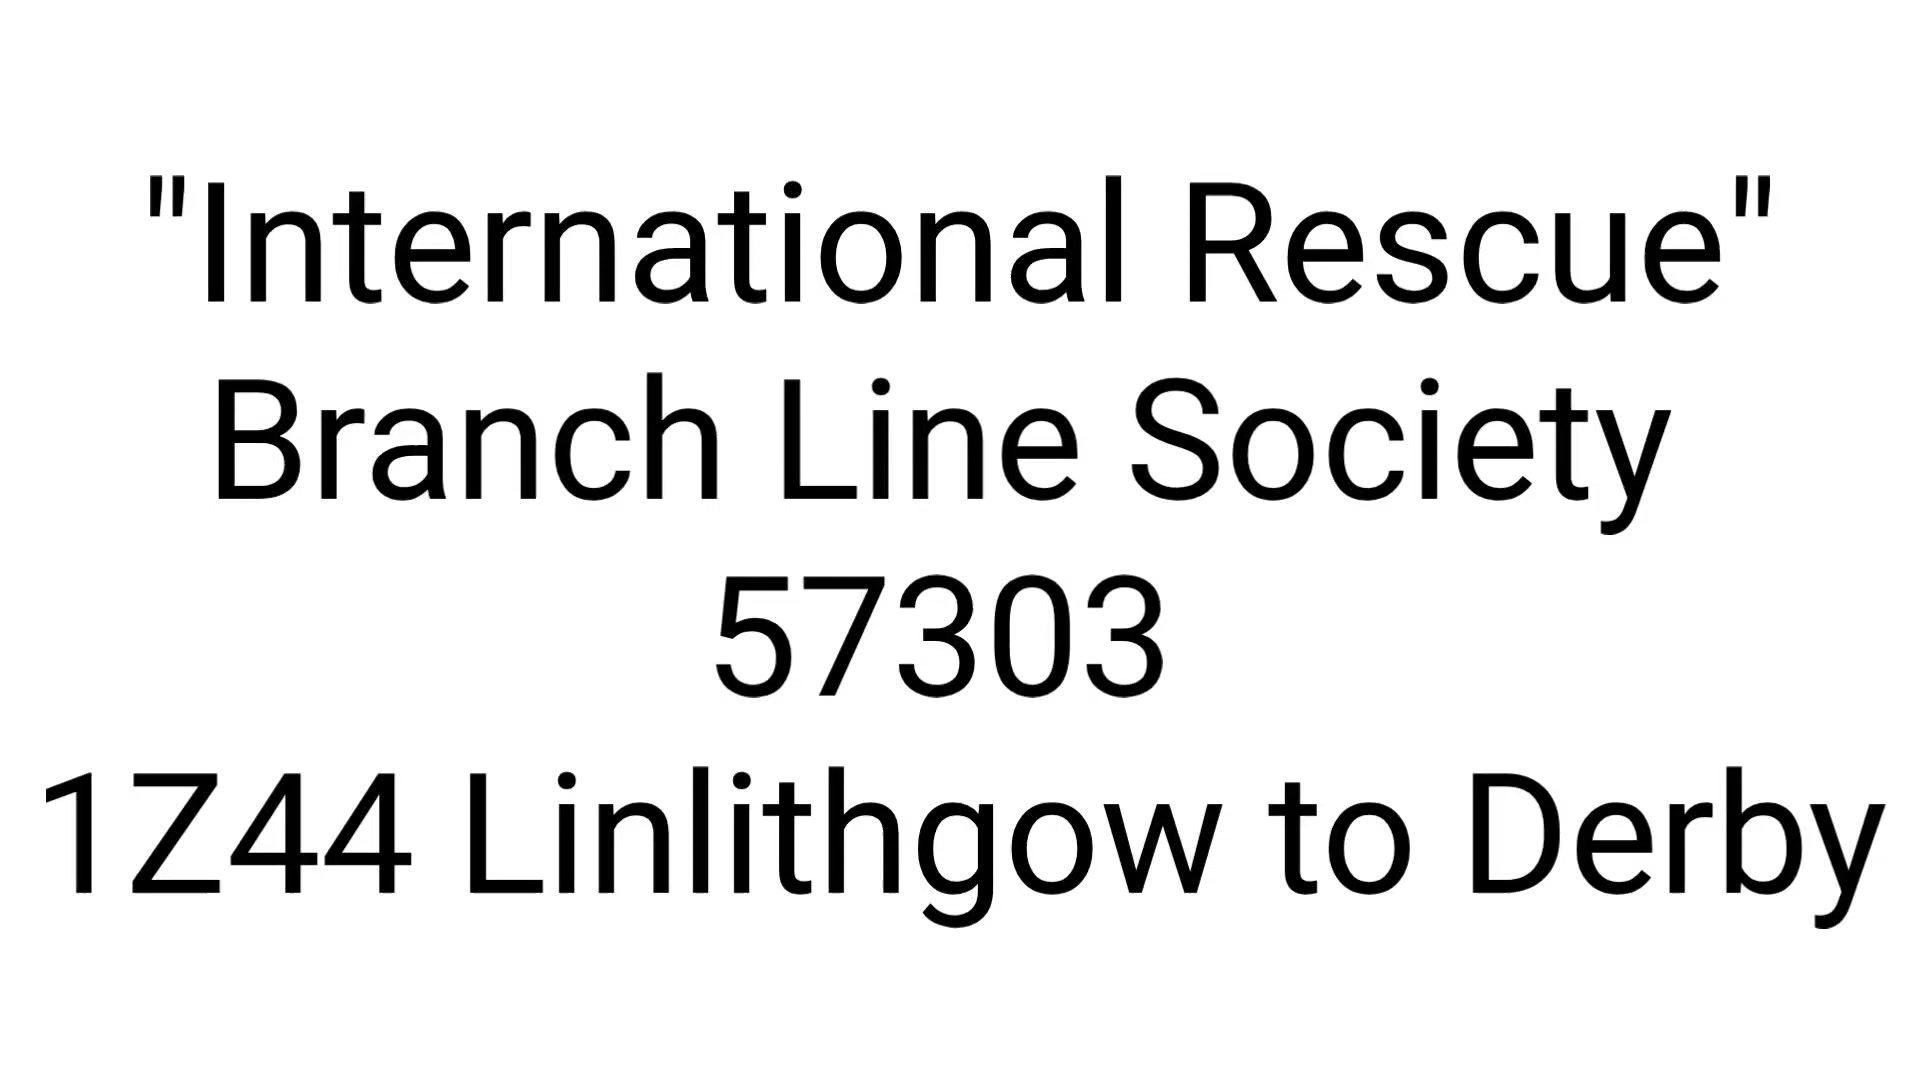 "International Rescue"
Branch Line Society
57303
1Z44 Linlithgow to Derby